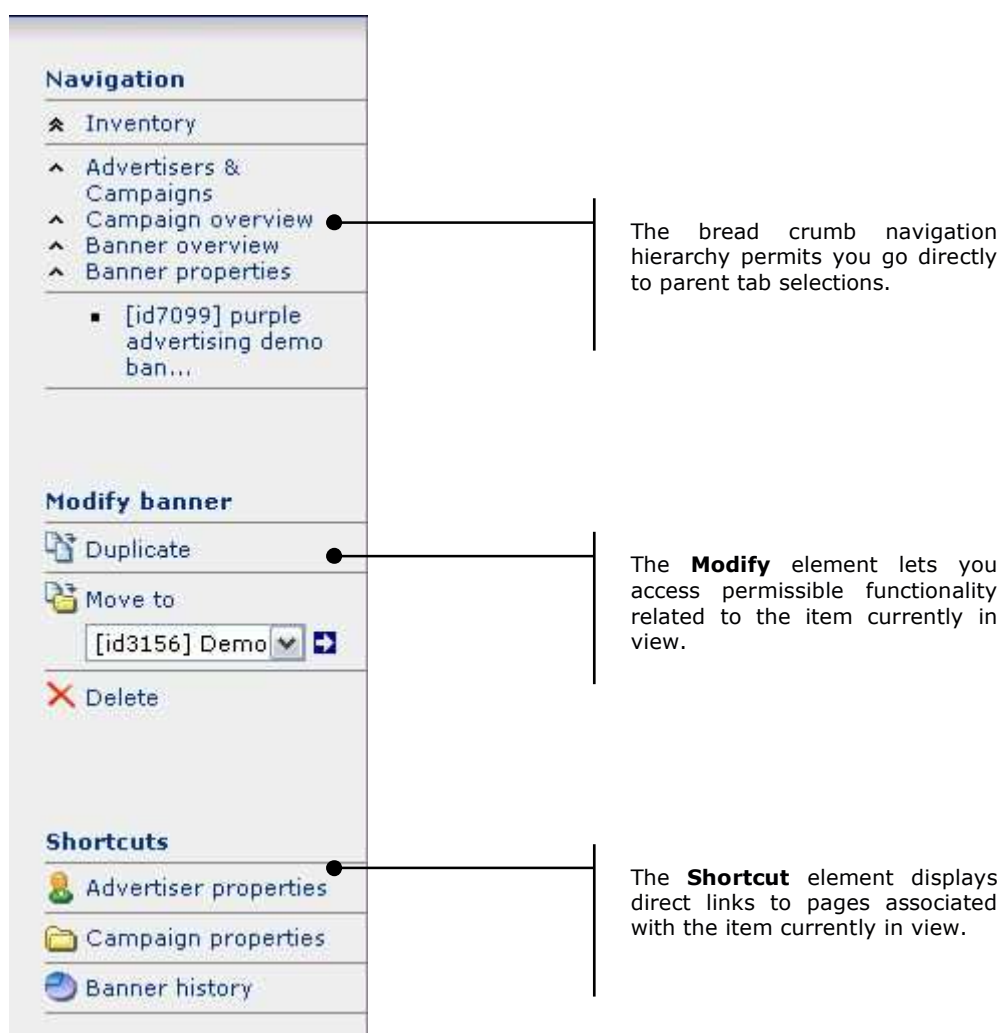 Navigation
Inventory
Advertisers &
Campaigns
Campaign overview
Banner overview
Banner properties
[id7099] purple
advertising demo
ban...
The bread crumb navigation
hierarchy permits you go directly
to parent tab selections.
Modify banner
Duplicate
Move to
[id3156] Demo
Delete
The Modify element lets you
access permissible functionality
related to the item currently in
view.
Shortcuts
Advertiser properties
Campaign properties
Banner history
The Shortcut element displays
direct links to pages associated
with the item currently in view.